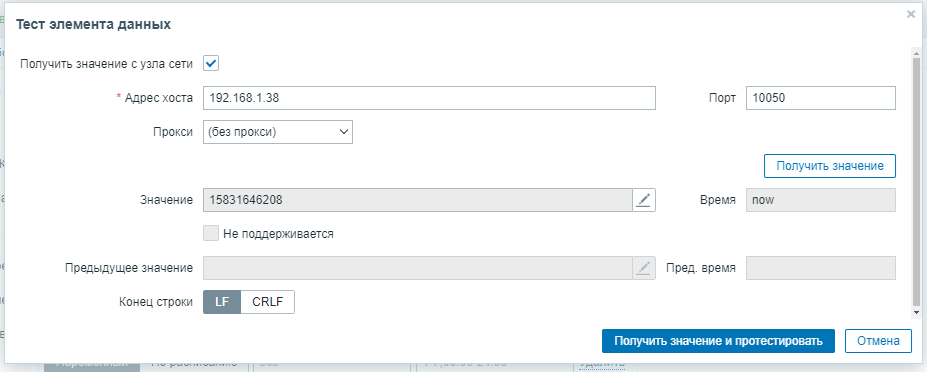 Тест элемента данных
Получить значение с узла сети
* Адрес хоста 192.168.1.38 Порт 10050
Прокси (без прокси)
Получить значение
Значение 15831646208 Время now
Не поддерживается
Предыдущее значение Пред. время
Конец строки LF CRLF
Получить значение и протестировать Отмена